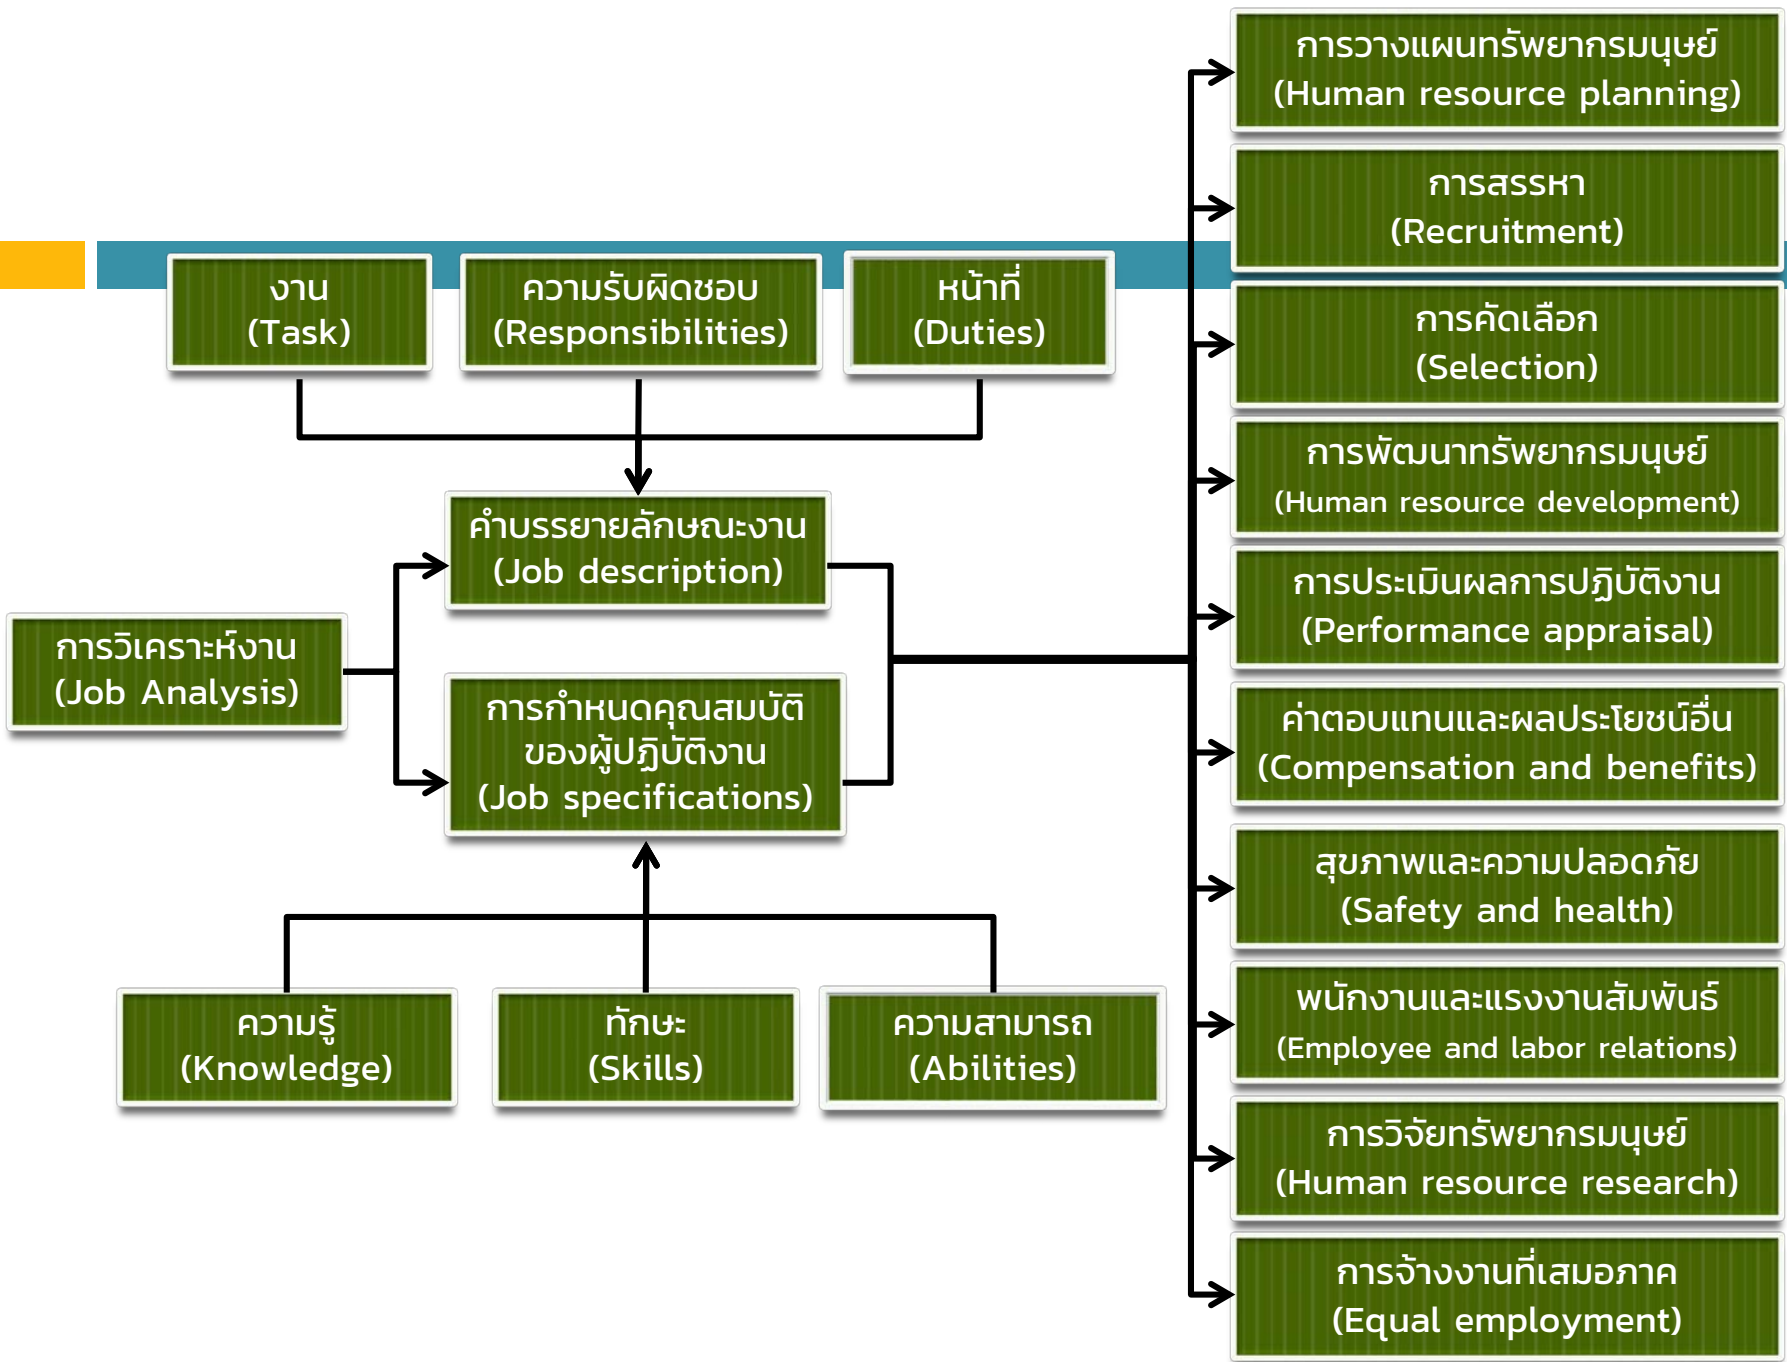 งาน
(Task)
ความรับผิดชอบ
(Responsibilities)
หน้าที่
(Duties)
คำบรรยายลักษณะงาน
(Job description)
การวิเคราะห์งาน
(Job Analysis)
การกำหนดคุณสมบัติ
ของผู้ปฏิบัติงาน
(Job specifications)
ความรู้
(Knowledge)
ทักษะ
(Skills)
ความสามารถ
(Abilities)
การวางแผนทรัพยากรมนุษย์
(Human resource planning)
การสรรหา
(Recruitment)
การคัดเลือก
(Selection)
การพัฒนาทรัพยากรมนุษย์
(Human resource development)
การประเมินผลการปฏิบัติงาน
(Performance appraisal)
ค่าตอบแทนและผลประโยชน์อื่น
(Compensation and benefits)
สุขภาพและความปลอดภัย
(Safety and health)
พนักงานและแรงงานสัมพันธ์
(Employee and labor relations)
การวิจัยทรัพยากรมนุษย์
(Human resource research)
การจ้างงานที่เสมอภาค
(Equal employment)